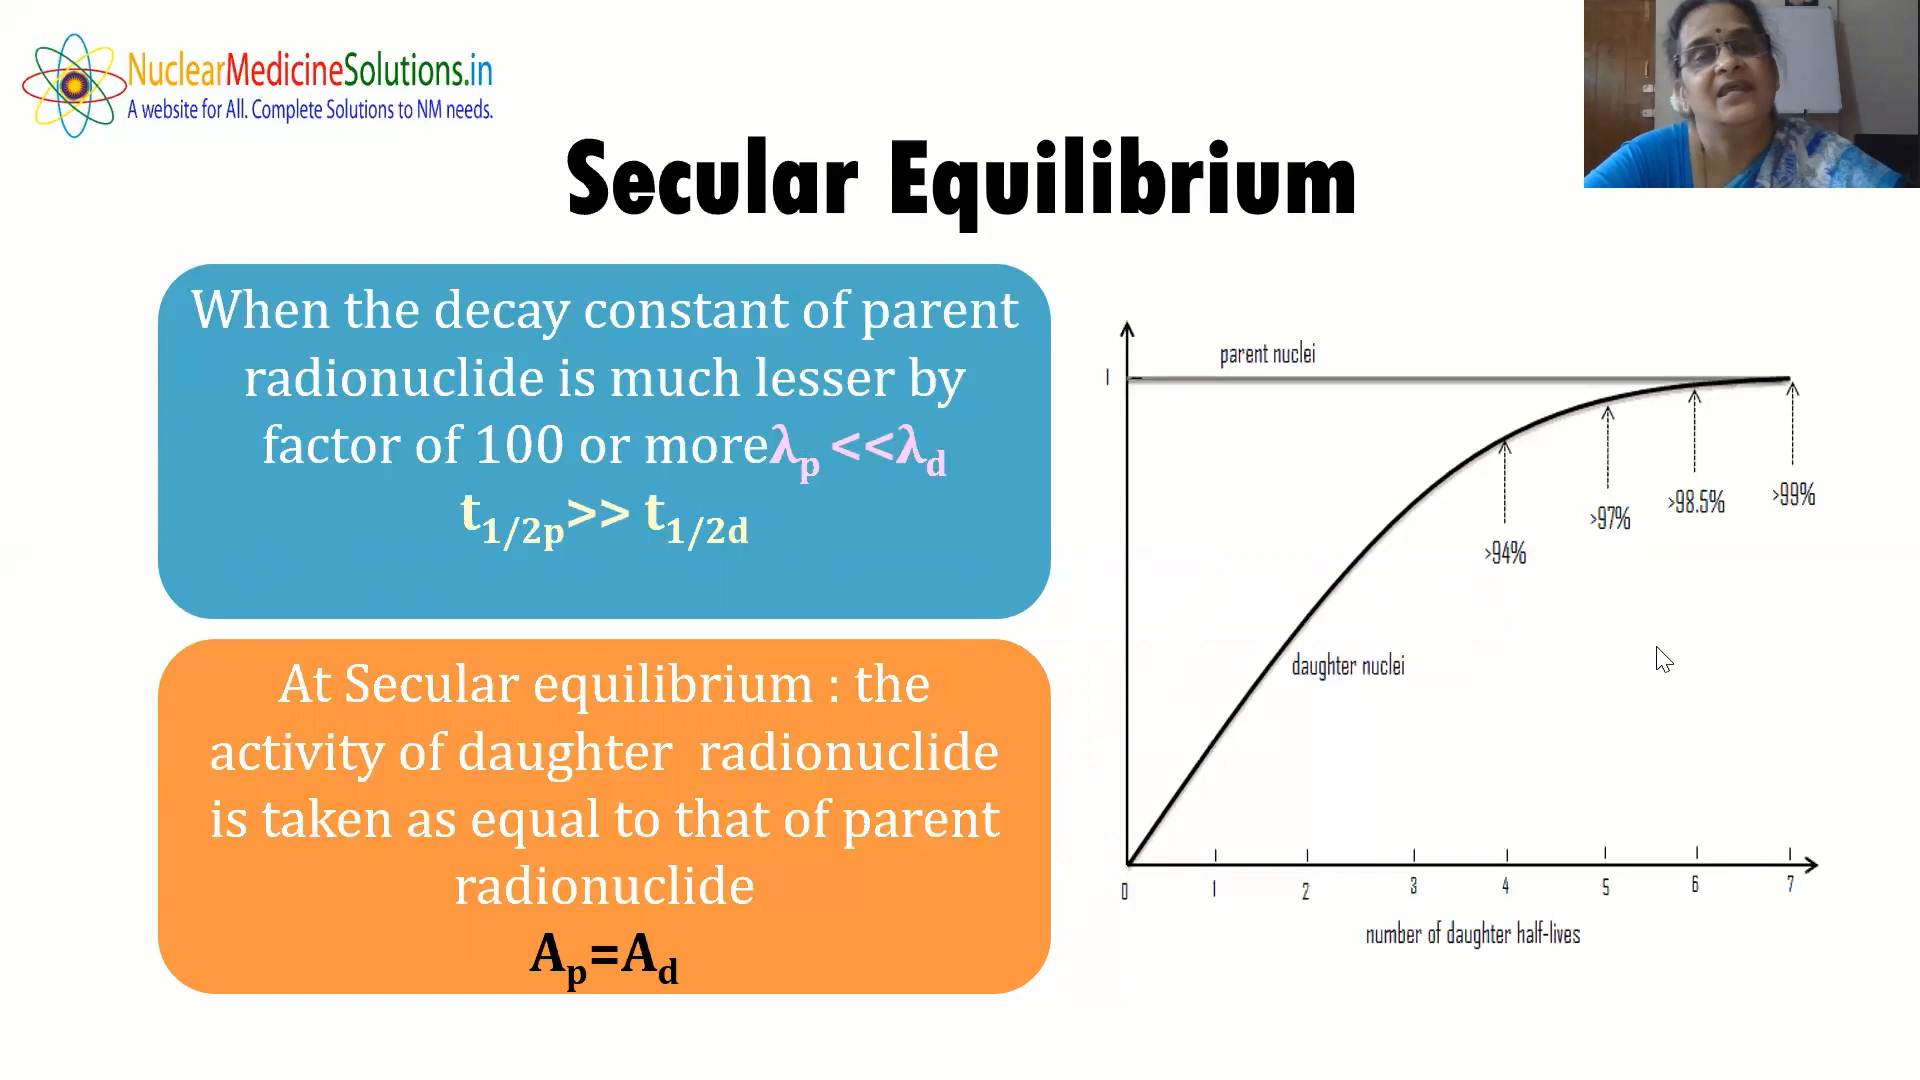 NuclearMedicineSolutions.in
A website for All. Complete Solutions to NM needs.
Secular Equilibrium
When the decay constant of parent
radionuclide is much lesser by
factor of 100 or moreλp <<λd
t1/2p>> t1/2d
At Secular equilibrium : the
activity of daughter radionuclide
is taken as equal to that of parent
radionuclide
Ap=Ad
parent nuclei
1
>94%
>97%
>98.5%
>99%
daughter nuclei
0 1 2 3 4 5 6 7
number of daughter half-lives